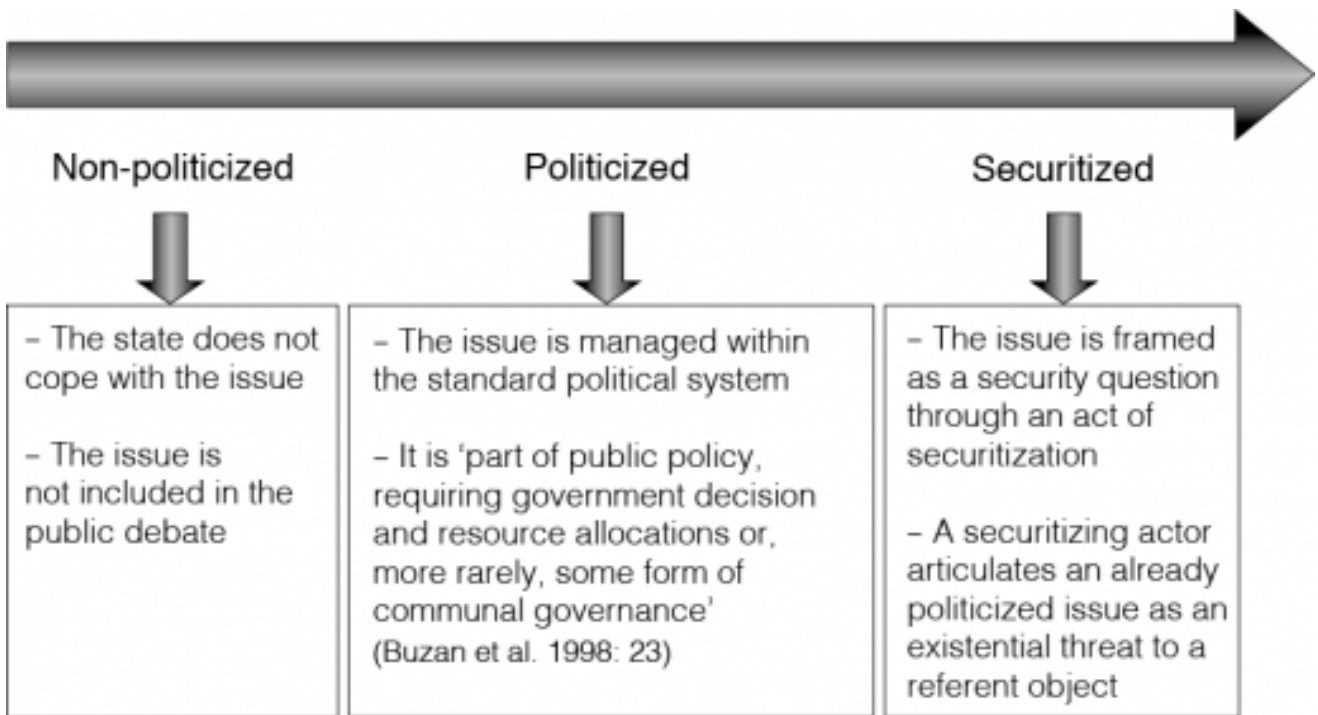 Non-politicized
Politicized
Securitized
– The state does not
cope with the issue
– The issue is
not included in the
public debate
– The issue is managed within
the standard political system
– It is ‘part of public policy,
requiring government decision
and resource allocations or,
more rarely, some form of
communal governance’
(Buzan et al. 1998: 23)
– The issue is framed
as a security question
through an act of
securitization
– A securitizing actor
articulates an already
politicized issue as an
existential threat to a
referent object